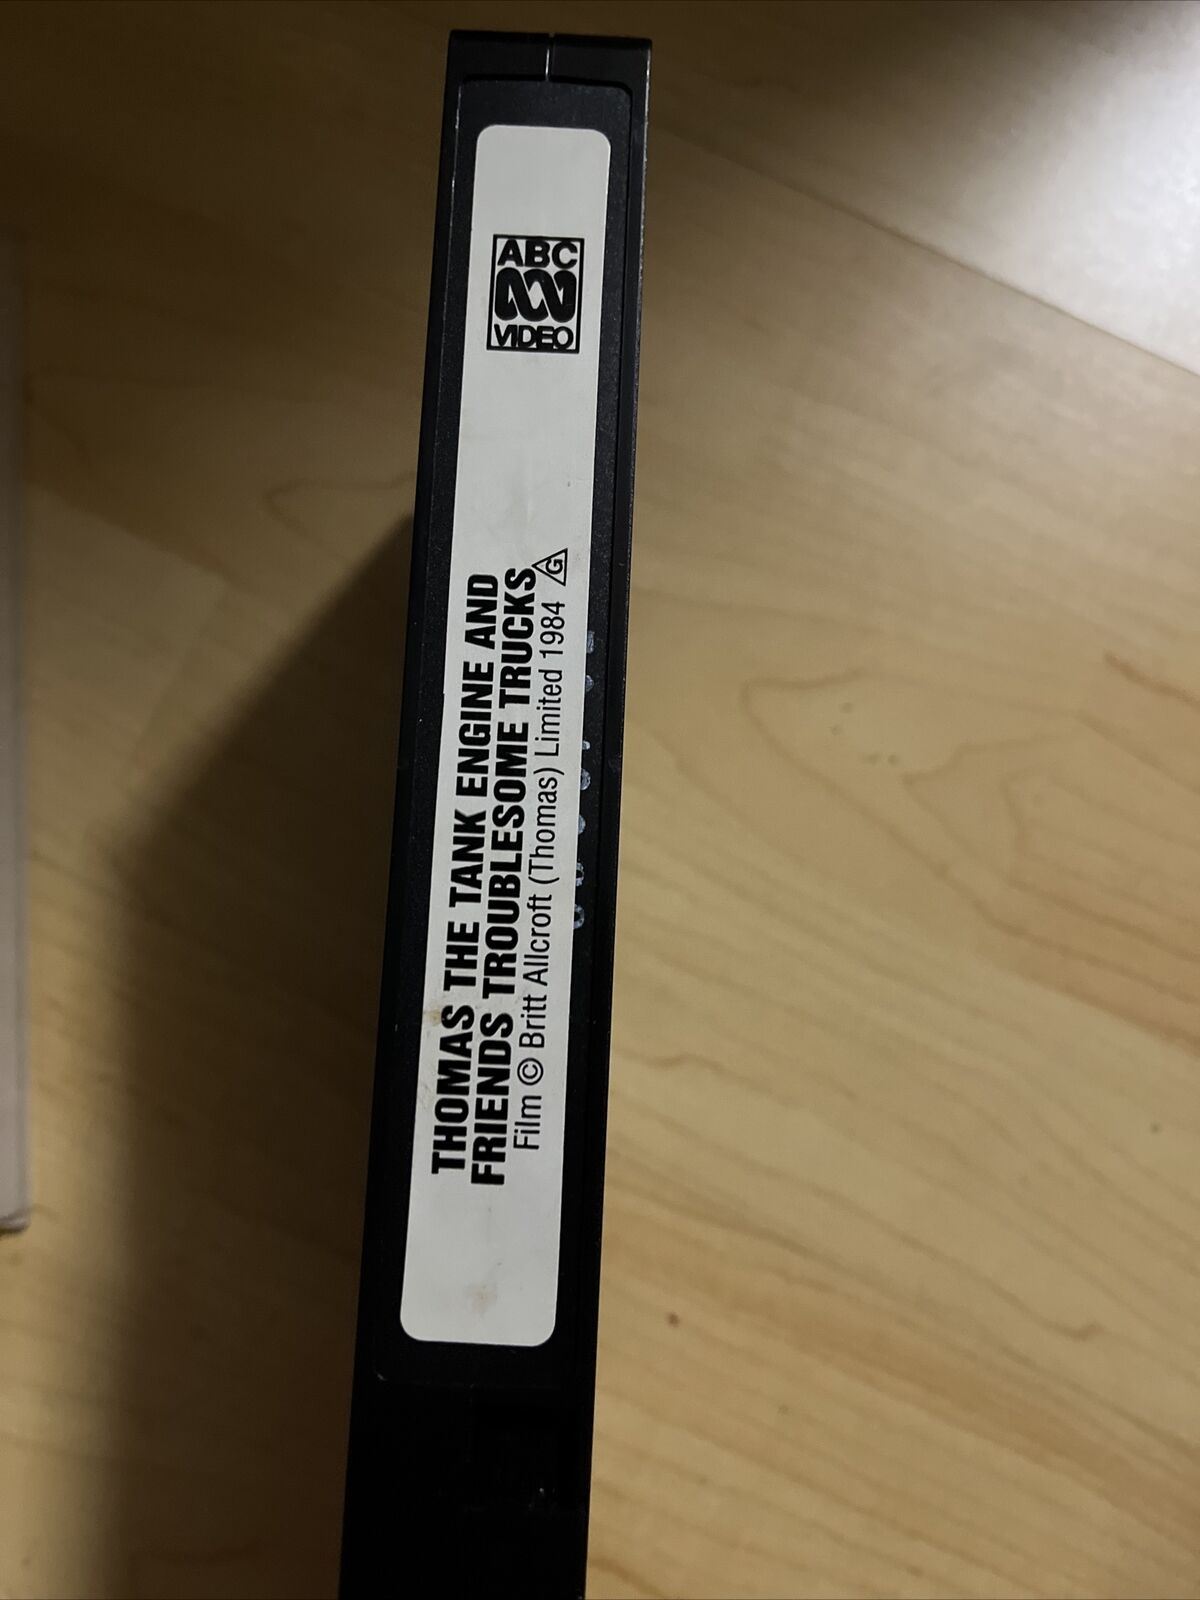 ABC
VIDEO
THOMAS THE TANK ENGINE AND
FRIENDS TROUBLESOME TRUCKS
Film © Britt Allcroft (Thomas) Limited 1984 G